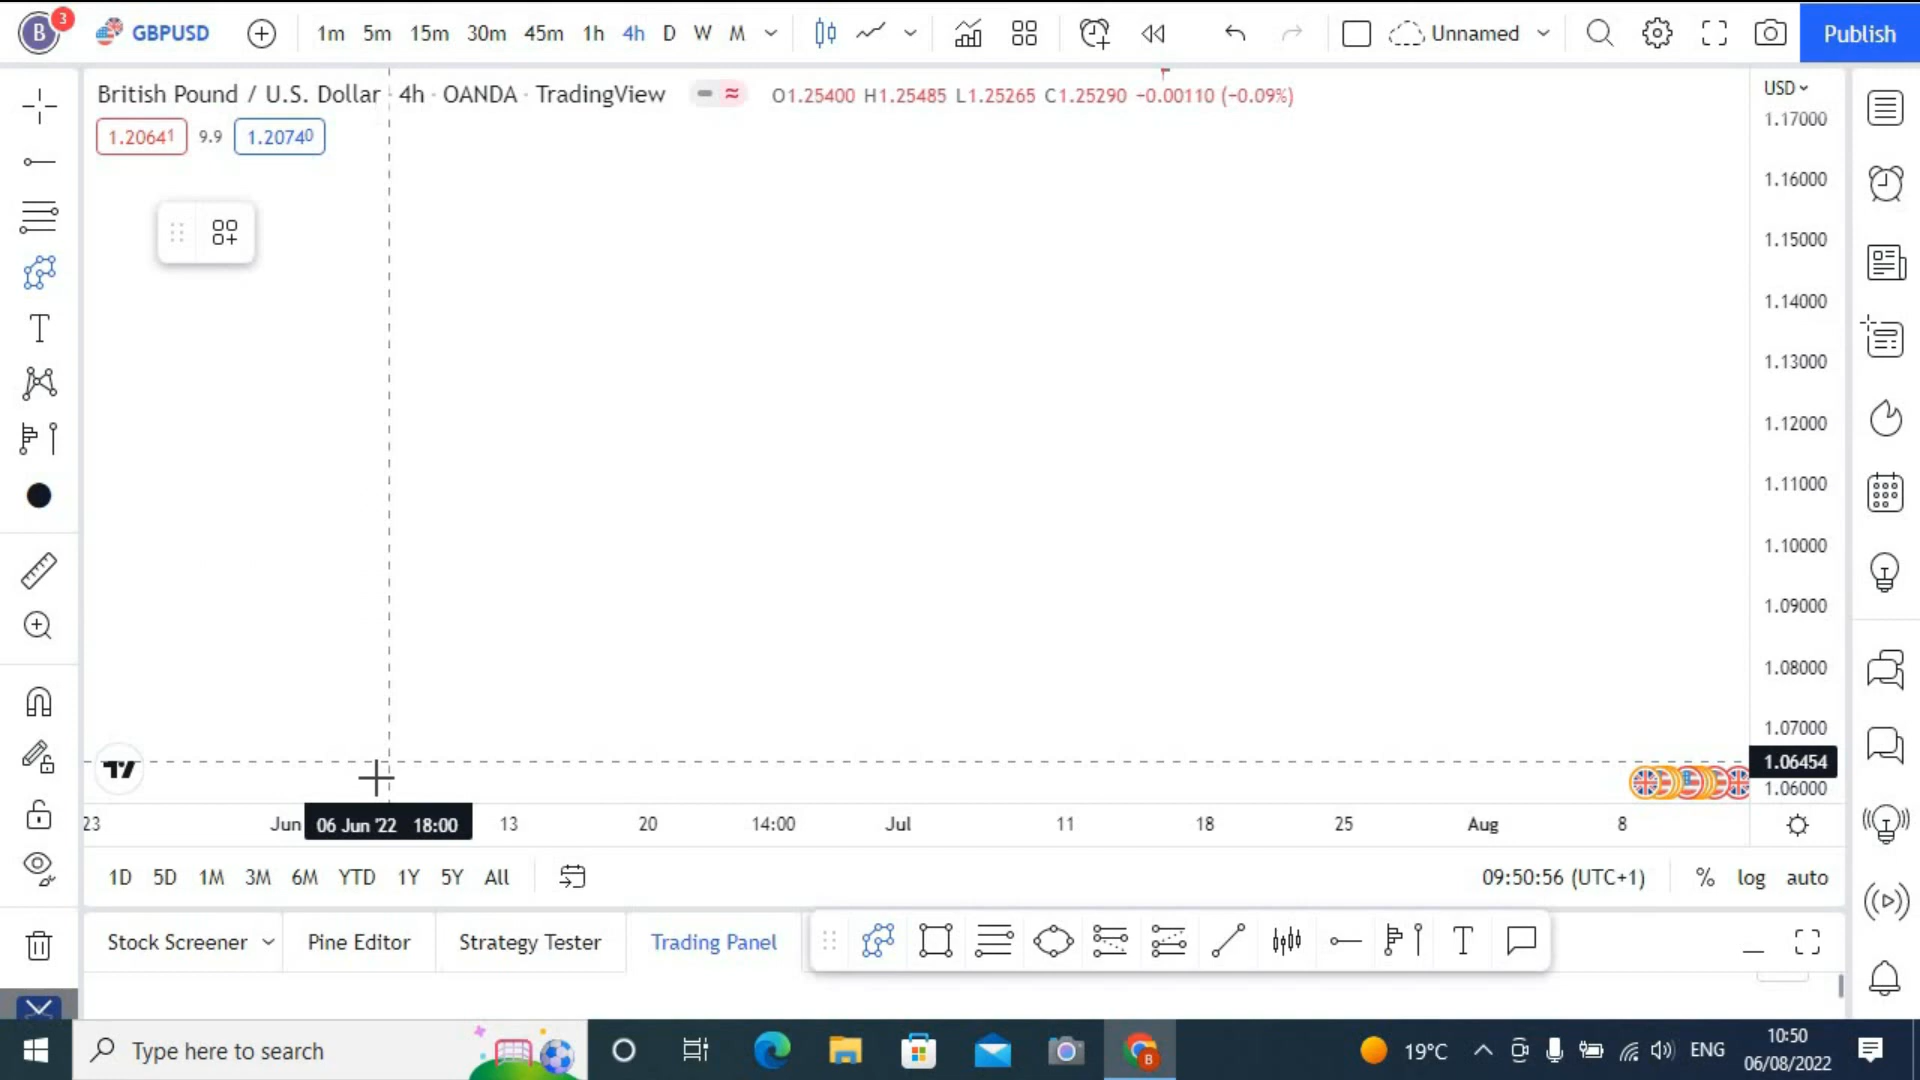 B 3 GBPUSD 1m 5m 15m 30m 45m 1h 4h D W M Unnamed Publish
British Pound / U.S. Dollar · 4h · OANDA · TradingView O1.25400 H1.25485 L1.25265 C1.25290 −0.00110 (−0.09%)
USD
1.20641 9.9 1.20740
1.17000
1.16000
1.15000
1.14000
1.13000
1.12000
1.11000
1.10000
1.09000
1.08000
1.07000
1.06454
1.06000
23 Jun 06 Jun '22 18:00 13 20 14:00 Jul 11 18 25 Aug 8
1D 5D 1M 3M 6M YTD 1Y 5Y All 09:50:56 (UTC+1) % log auto
Stock Screener Pine Editor Strategy Tester Trading Panel
Type here to search B 19°C ENG 10:50
06/08/2022